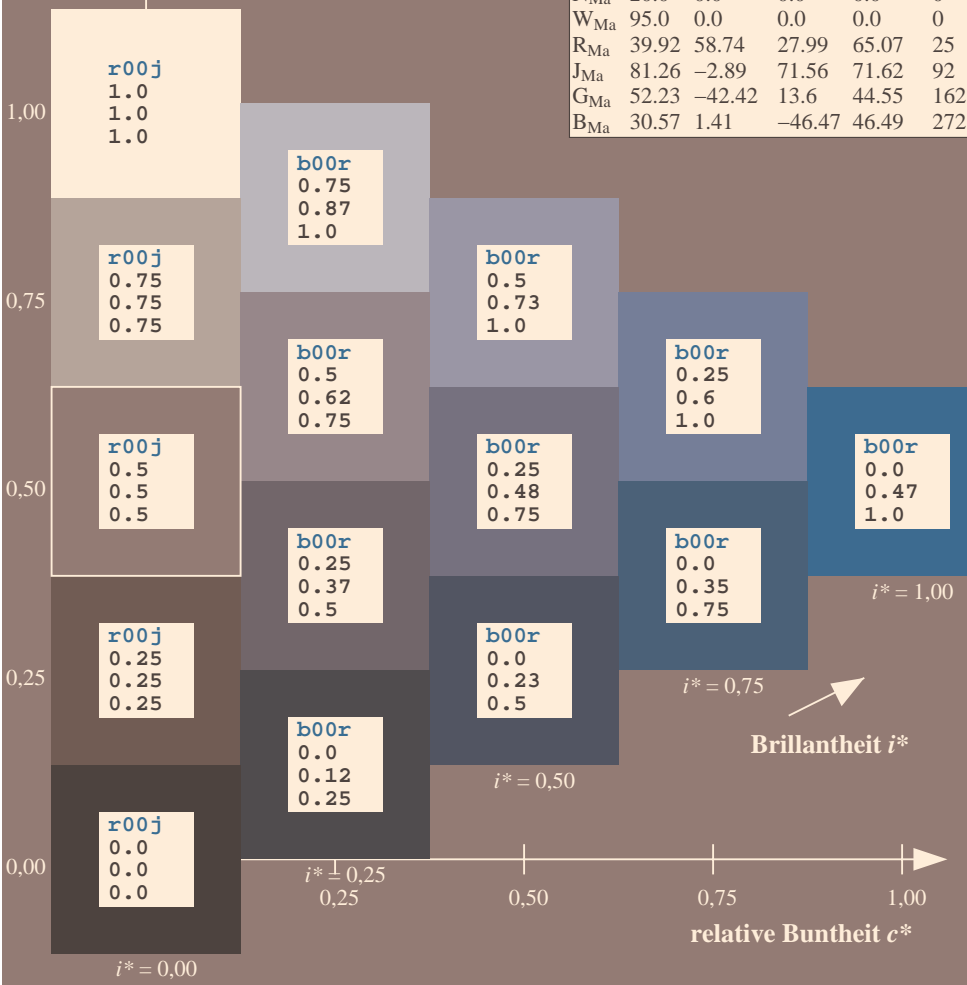 W_Ma 95.0 0.0 0.0 0.0 0
R_Ma 39.92 58.74 27.99 65.07 25
J_Ma 81.26 –2.89 71.56 71.62 92
G_Ma 52.23 –42.42 13.6 44.55 162
B_Ma 30.57 1.41 –46.47 46.49 272
r00j
1.0
1.0
1.0
1,00
b00r
0.75
0.87
1.0
r00j
0.75
0.75
0.75
0,75
b00r
0.5
0.73
1.0
b00r
0.5
0.62
0.75
b00r
0.25
0.6
1.0
r00j
0.5
0.5
0.5
0,50
b00r
0.25
0.48
0.75
b00r
0.0
0.47
1.0
b00r
0.25
0.37
0.5
b00r
0.0
0.35
0.75
i* = 1,00
r00j
0.25
0.25
0.25
0,25
b00r
0.0
0.23
0.5
i* = 0,75
b00r
0.0
0.12
0.25
Brillantheit i*
i* = 0,50
r00j
0.0
0.0
0.0
0,00
i* = 0,25
0,25 0,50 0,75 1,00
relative Buntheit c*
i* = 0,00